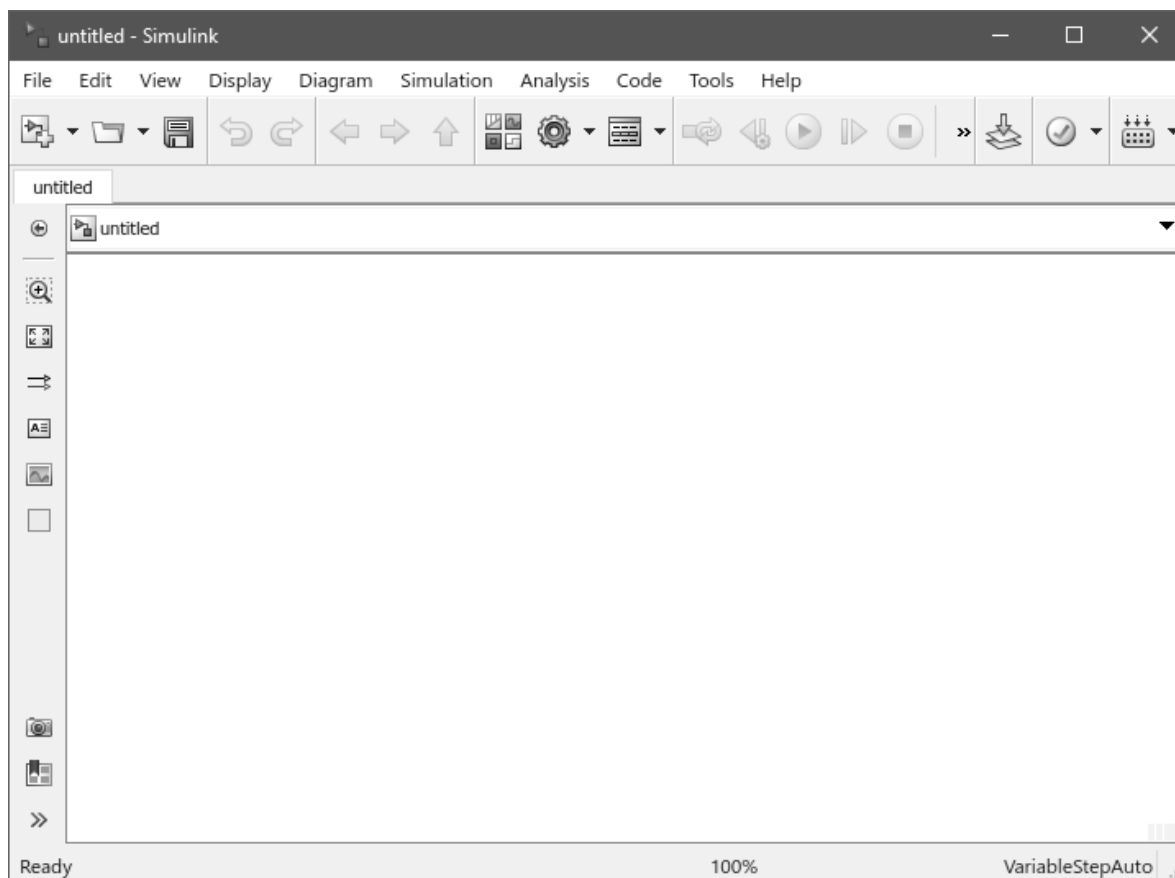 untitled - Simulink
File Edit View Display Diagram Simulation Analysis Code Tools Help
untitled
untitled
Ready 100% VariableStepAuto